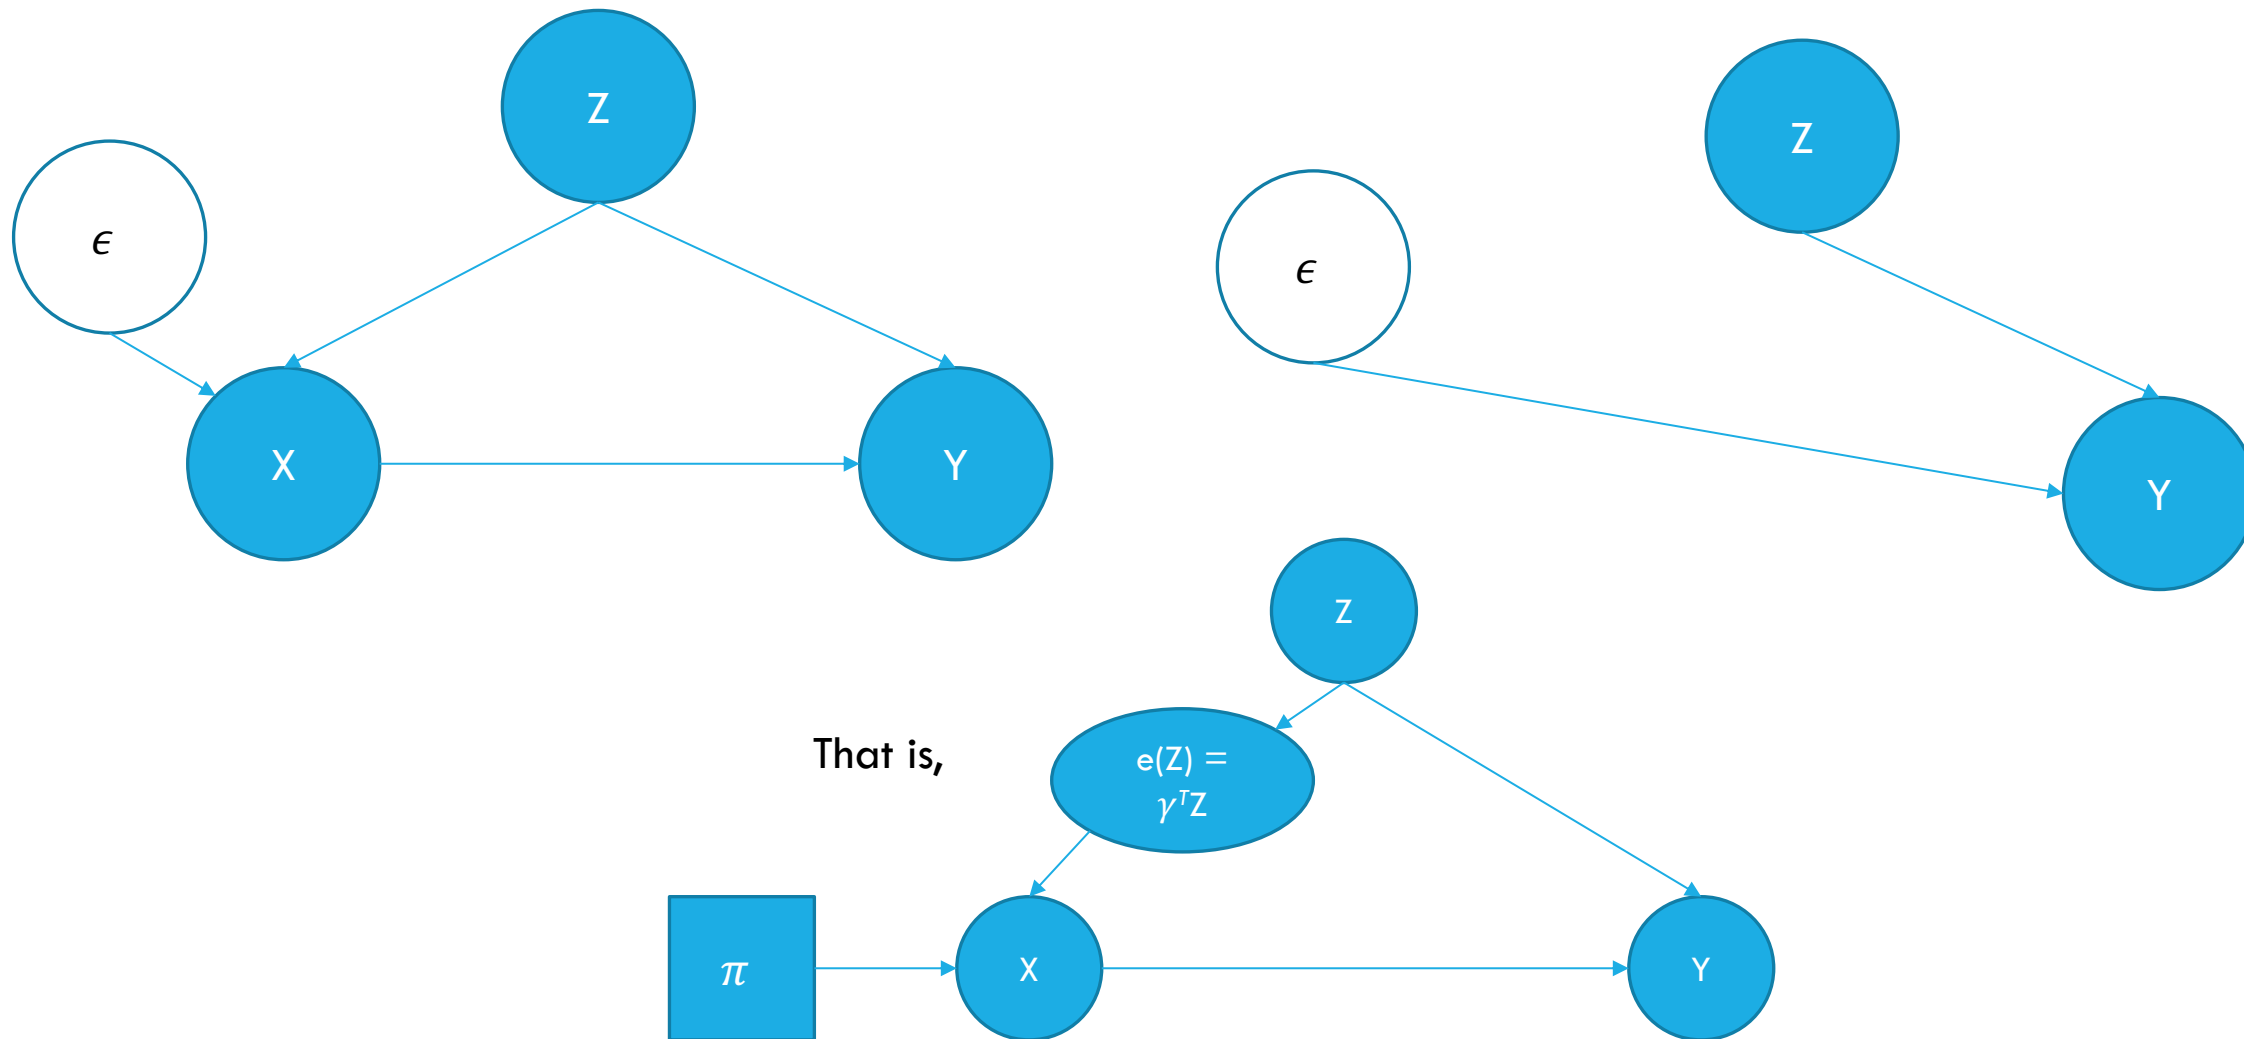 Z
ϵ
X
Y
Z
ϵ
Y
Z
That is,
e(Z) =
γᵀZ
π
X
Y